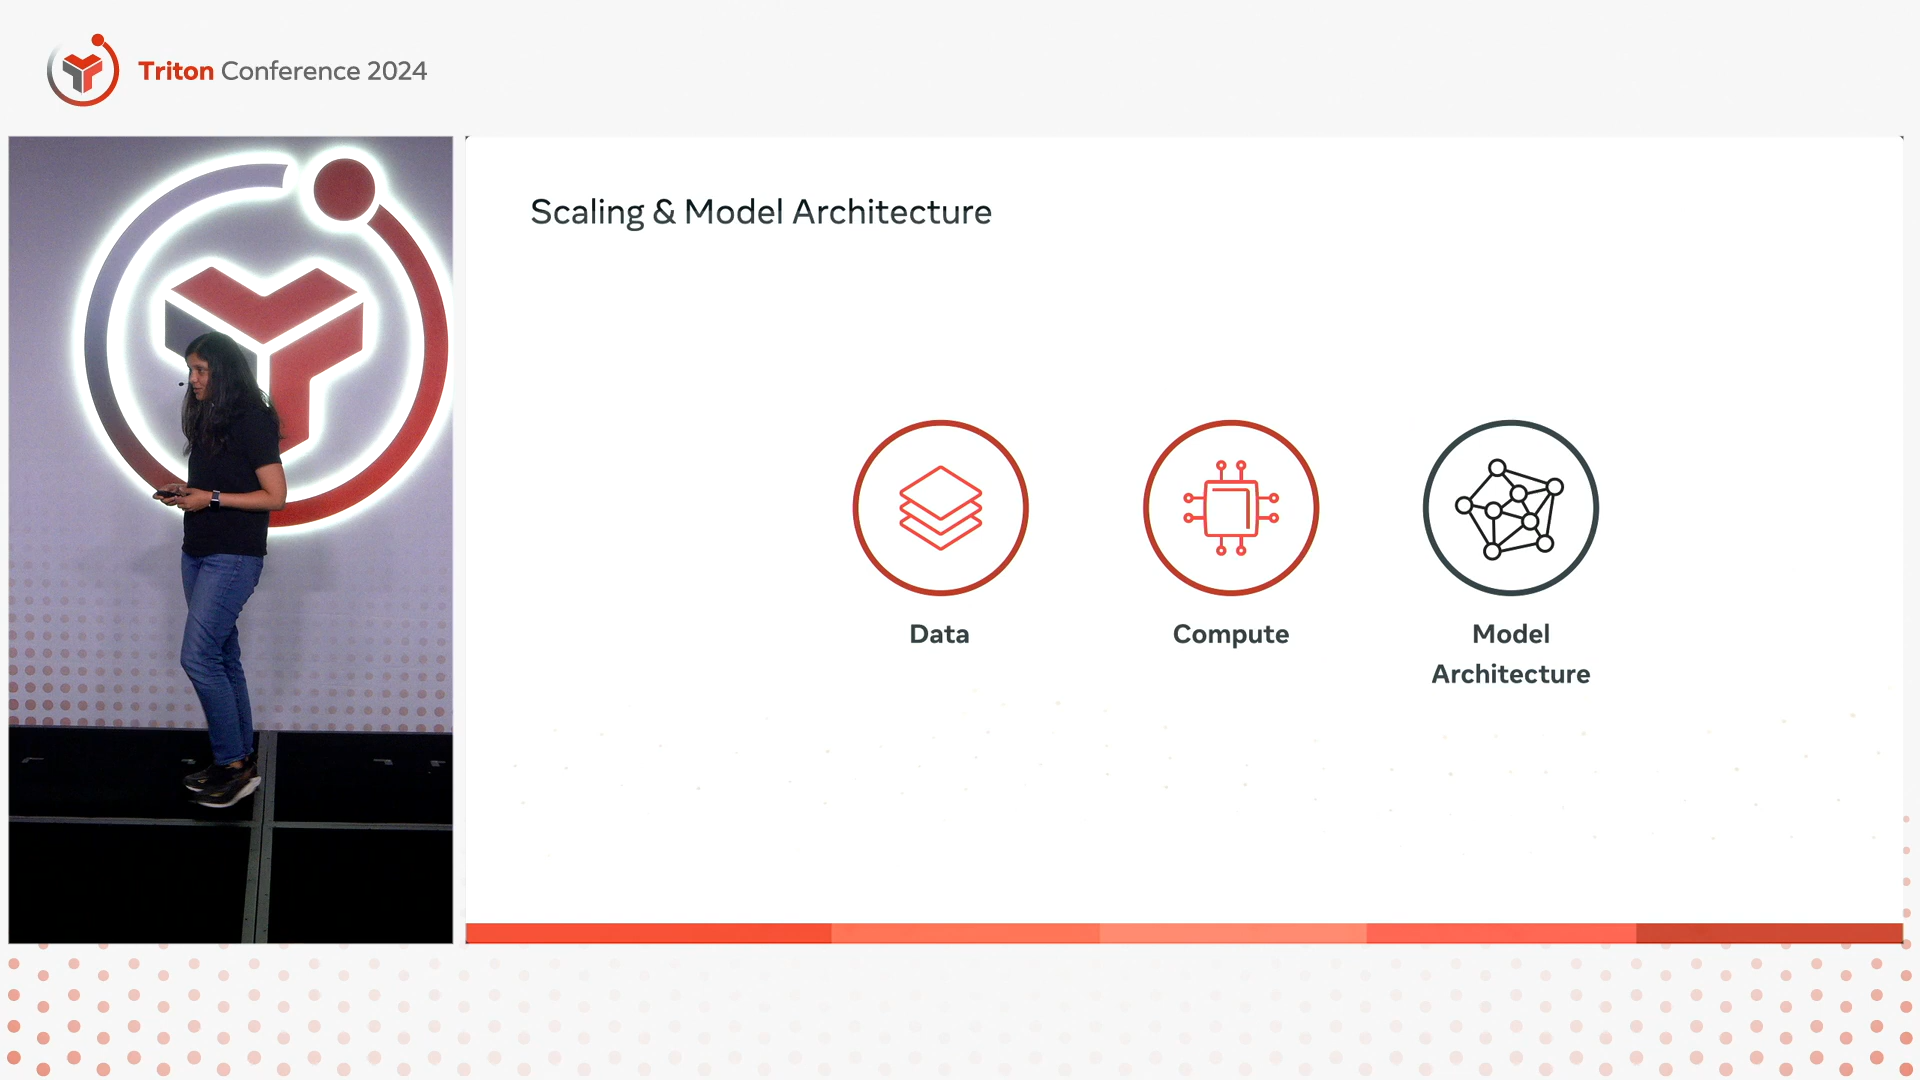 Triton Conference 2024
Scaling & Model Architecture
Data
Compute
Model
Architecture